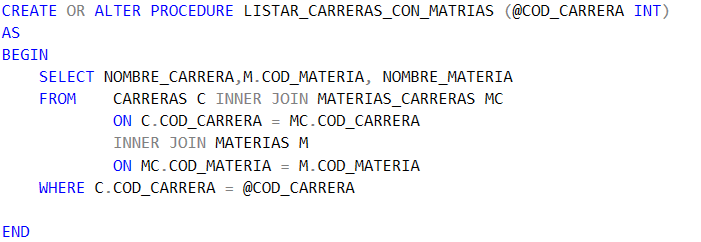 CREATE OR ALTER PROCEDURE LISTAR_CARRERAS_CON_MATRIAS (@COD_CARRERA INT)
AS
BEGIN
SELECT NOMBRE_CARRERA,M.COD_MATERIA, NOMBRE_MATERIA
FROM CARRERAS C INNER JOIN MATERIAS_CARRERAS MC
ON C.COD_CARRERA = MC.COD_CARRERA
INNER JOIN MATERIAS M
ON MC.COD_MATERIA = M.COD_MATERIA
WHERE C.COD_CARRERA = @COD_CARRERA
END